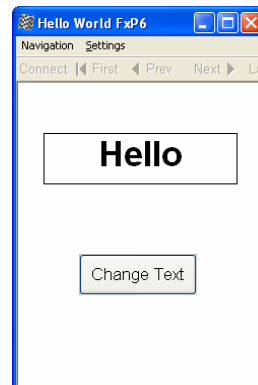 Hello World FxP6
Navigation Settings
Connect First Prev Next
Hello
Change Text